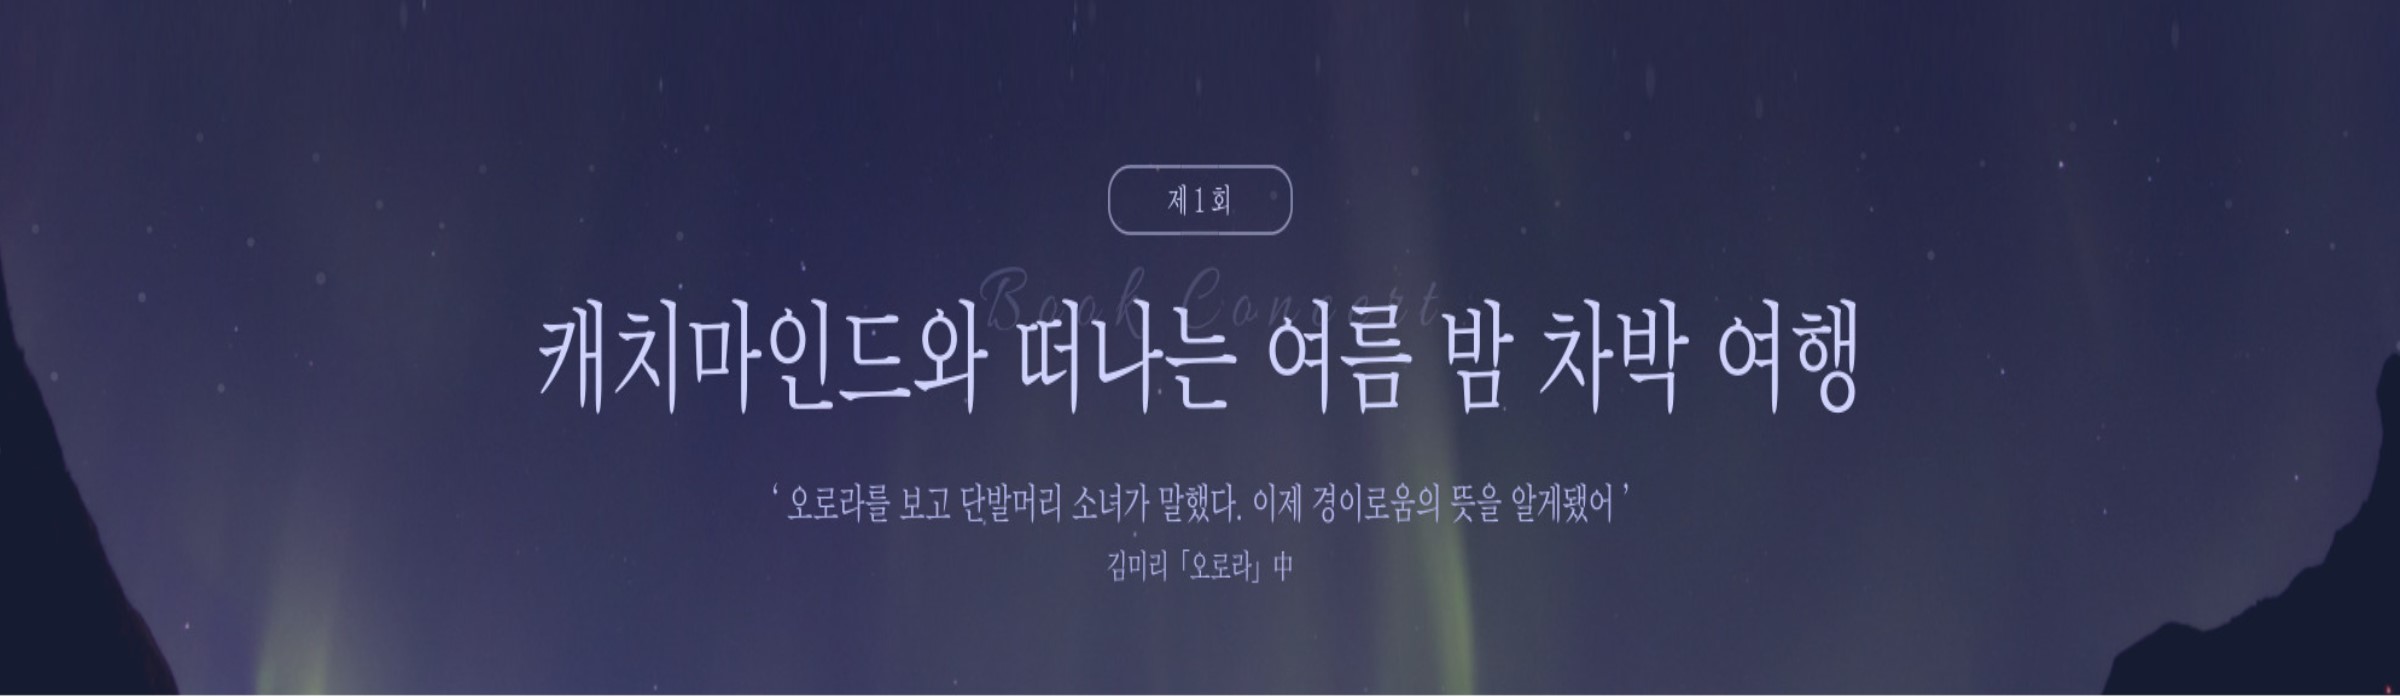 제1회
Book Concert
캐치마인드와 떠나는 여름 밤 차박 여행
‘ 오로라를 보고 단발머리 소녀가 말했다. 이제 경이로움의 뜻을 알게됐어 ’
김미리「오로라」中